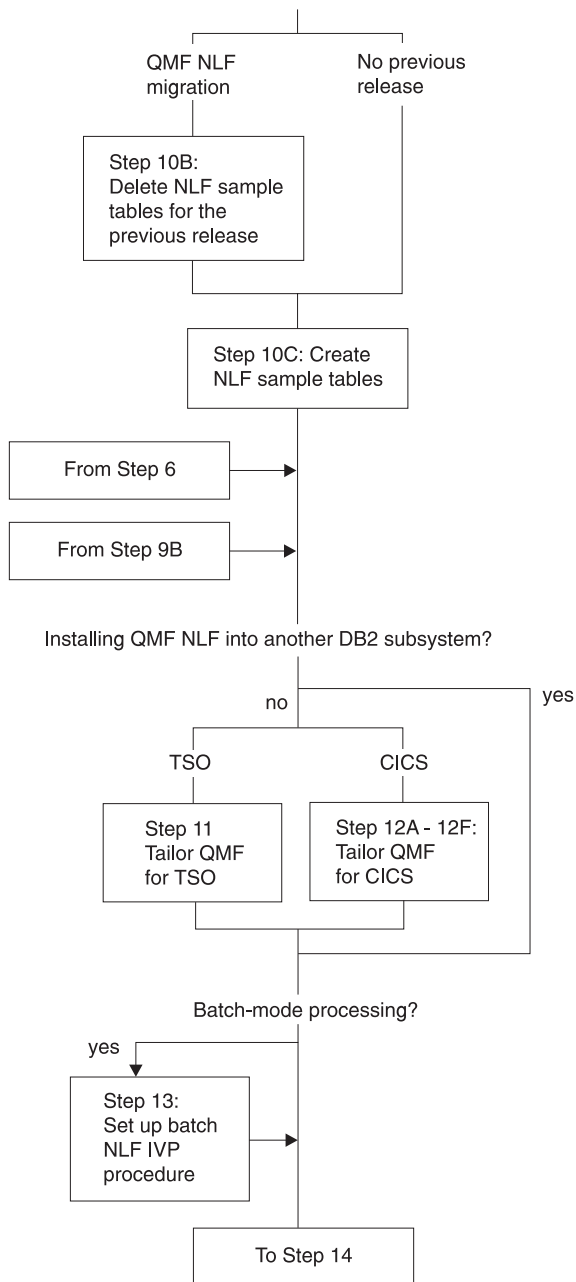 QMF NLF
migration
No previous
release
Step 10B:
Delete NLF sample
tables for the
previous release
Step 10C: Create
NLF sample tables
From Step 6
From Step 9B
Installing QMF NLF into another DB2 subsystem?
no
yes
TSO
CICS
Step 11
Tailor QMF
for TSO
Step 12A - 12F:
Tailor QMF
for CICS
Batch-mode processing?
yes
Step 13:
Set up batch
NLF IVP
procedure
To Step 14